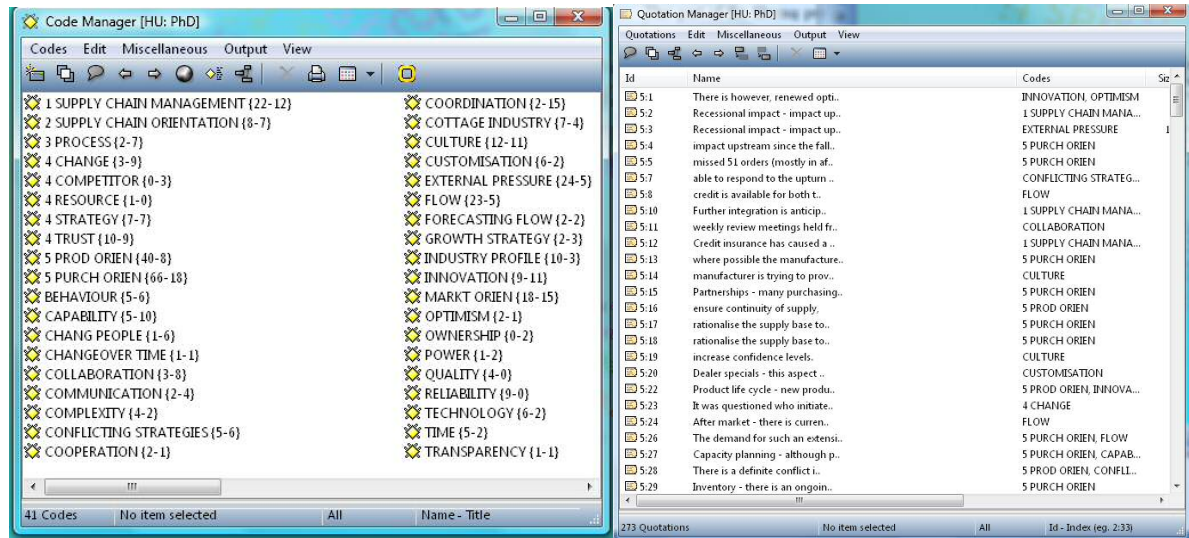 Code Manager [HU: PhD]
Codes Edit Miscellaneous Output View
1 SUPPLY CHAIN MANAGEMENT {22-12}
2 SUPPLY CHAIN ORIENTATION {8-7}
3 PROCESS {2-7}
4 CHANGE {3-9}
4 COMPETITOR {0-3}
4 RESOURCE {1-0}
4 STRATEGY {7-7}
4 TRUST {10-9}
5 PROD ORIEN {40-8}
5 PURCH ORIEN {66-18}
BEHAVIOUR {5-6}
CAPABILITY {5-10}
CHANG PEOPLE {1-6}
CHANGEOVER TIME {1-1}
COLLABORATION {3-8}
COMMUNICATION {2-4}
COMPLEXITY {4-2}
CONFLICTING STRATEGIES {5-6}
COOPERATION {2-1}
COORDINATION {2-15}
COTTAGE INDUSTRY {7-4}
CULTURE {12-11}
CUSTOMISATION {6-2}
EXTERNAL PRESSURE {24-5}
FLOW {23-5}
FORECASTING FLOW {2-2}
GROWTH STRATEGY {2-3}
INDUSTRY PROFILE {10-3}
INNOVATION {9-11}
MARKT ORIEN {18-15}
OPTIMISM {2-1}
OWNERSHIP {0-2}
POWER {1-2}
QUALITY {4-0}
RELIABILITY {9-0}
TECHNOLOGY {6-2}
TIME {5-2}
TRANSPARENCY {1-1}
41 Codes No item selected All Name - Title
Quotation Manager [HU: PhD]
Quotations Edit Miscellaneous Output View
Id Name Codes Siz
5:1 There is however, renewed opti.. INNOVATION, OPTIMISM
5:2 Recessional impact - impact up.. 1 SUPPLY CHAIN MANA...
5:3 Recessional impact - impact up.. EXTERNAL PRESSURE 1
5:4 impact upstream since the fall.. 5 PURCH ORIEN
5:5 missed 51 orders (mostly in af.. 5 PURCH ORIEN
5:7 able to respond to the upturn .. CONFLICTING STRATEG...
5:8 credit is available for both t.. FLOW
5:10 Further integration is anticip.. 1 SUPPLY CHAIN MANA...
5:11 weekly review meetings held fr.. COLLABORATION
5:12 Credit insurance has caused a .. 1 SUPPLY CHAIN MANA...
5:13 where possible the manufacture.. 5 PURCH ORIEN
5:14 manufacturer is trying to prov.. CULTURE
5:15 Partnerships - many purchasing.. 5 PURCH ORIEN
5:16 ensure continuity of supply, 5 PROD ORIEN
5:17 rationalise the supply base to.. 5 PURCH ORIEN
5:18 rationalise the supply base to.. 5 PURCH ORIEN
5:19 increase confidence levels. CULTURE
5:20 Dealer specials - this aspect .. CUSTOMISATION
5:22 Product life cycle - new produ.. 5 PROD ORIEN, INNOVA...
5:23 It was questioned who initiate.. 4 CHANGE
5:24 After market - there is curren.. FLOW
5:26 The demand for such an extensi.. 5 PURCH ORIEN, FLOW
5:27 Capacity planning - although p.. 5 PURCH ORIEN, CAPAB...
5:28 There is a definite conflict i.. 5 PROD ORIEN, CONFLI...
5:29 Inventory - there is an ongoin.. 5 PURCH ORIEN
273 Quotations No item selected All Id - Index (eg. 2:33)